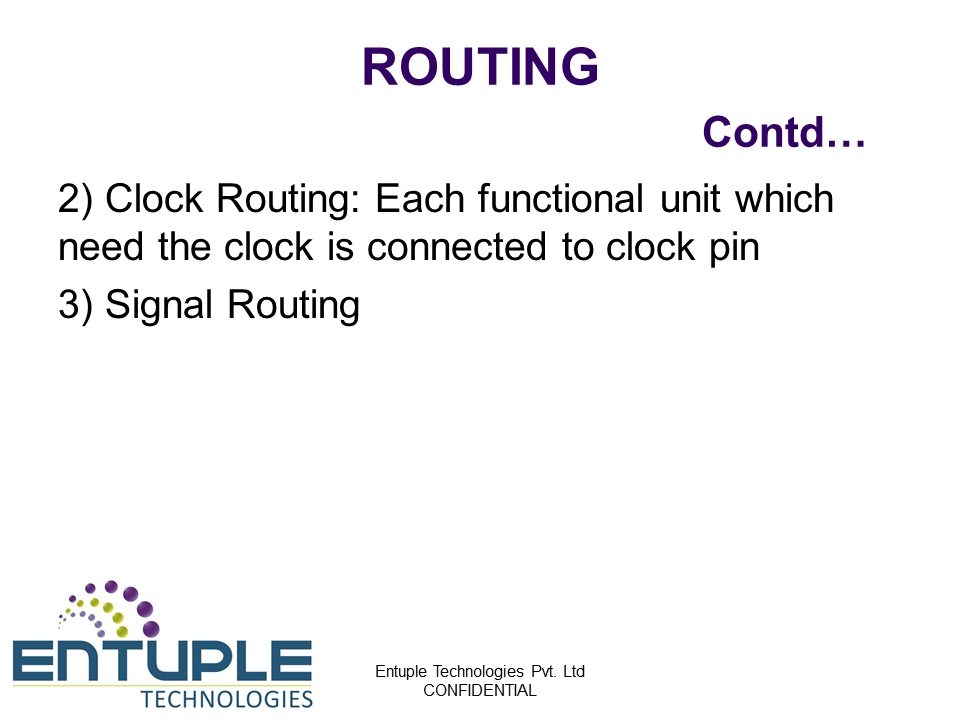 ROUTING
Contd…
2) Clock Routing: Each functional unit which
need the clock is connected to clock pin
3) Signal Routing
ENTUPLE
TECHNOLOGIES
Entuple Technologies Pvt. Ltd
CONFIDENTIAL